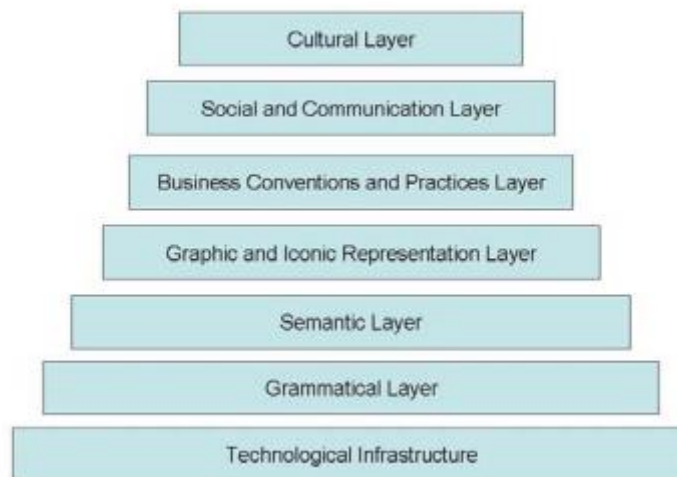 Cultural Layer
Social and Communication Layer
Business Conventions and Practices Layer
Graphic and Iconic Representation Layer
Semantic Layer
Grammatical Layer
Technological Infrastructure